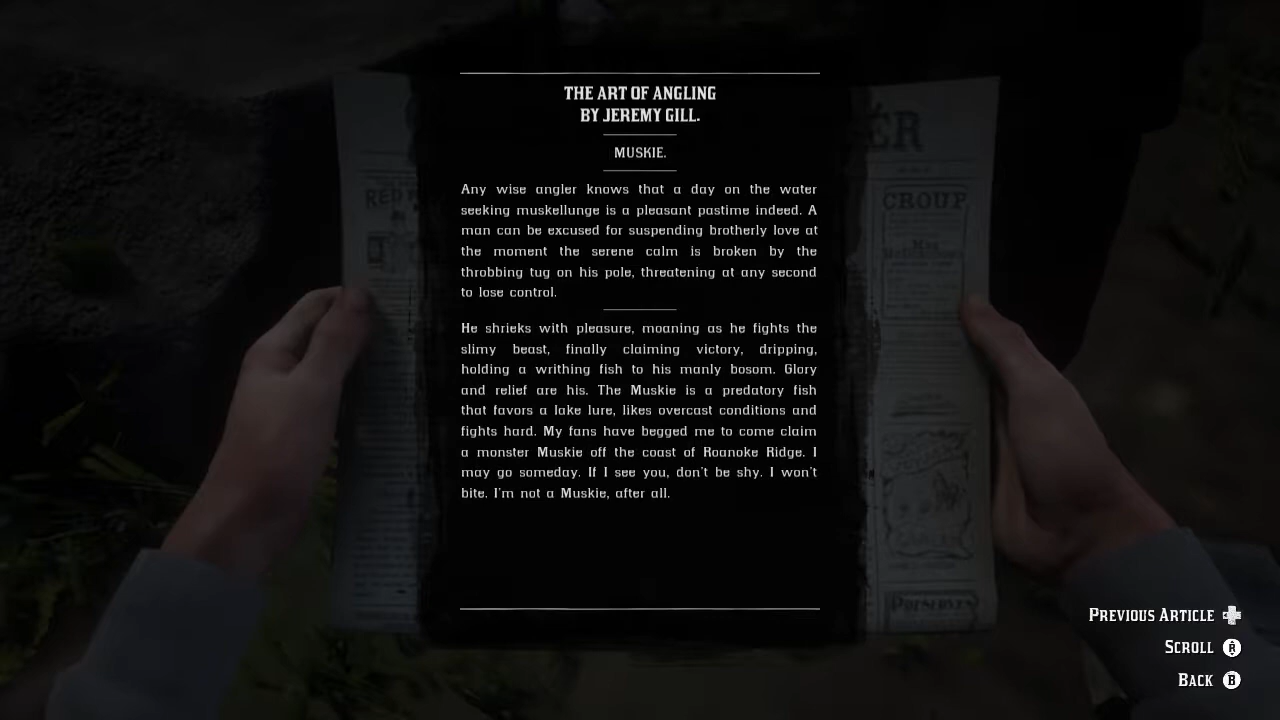 THE ART OF ANGLING
BY JEREMY GILL.
MUSKIE.
Any wise angler knows that a day on the water
seeking muskellunge is a pleasant pastime indeed. A
man can be excused for suspending brotherly love at
the moment the serene calm is broken by the
throbbing tug on his pole, threatening at any second
to lose control.
He shrieks with pleasure, moaning as he fights the
slimy beast, finally claiming victory, dripping,
holding a writhing fish to his manly bosom. Glory
and relief are his. The Muskie is a predatory fish
that favors a lake lure, likes overcast conditions and
fights hard. My fans have begged me to come claim
a monster Muskie off the coast of Roanoke Ridge. I
may go someday. If I see you, don't be shy. I won't
bite. I'm not a Muskie, after all.
CROUP
PRESERVES
PREVIOUS ARTICLE
SCROLL R
BACK B